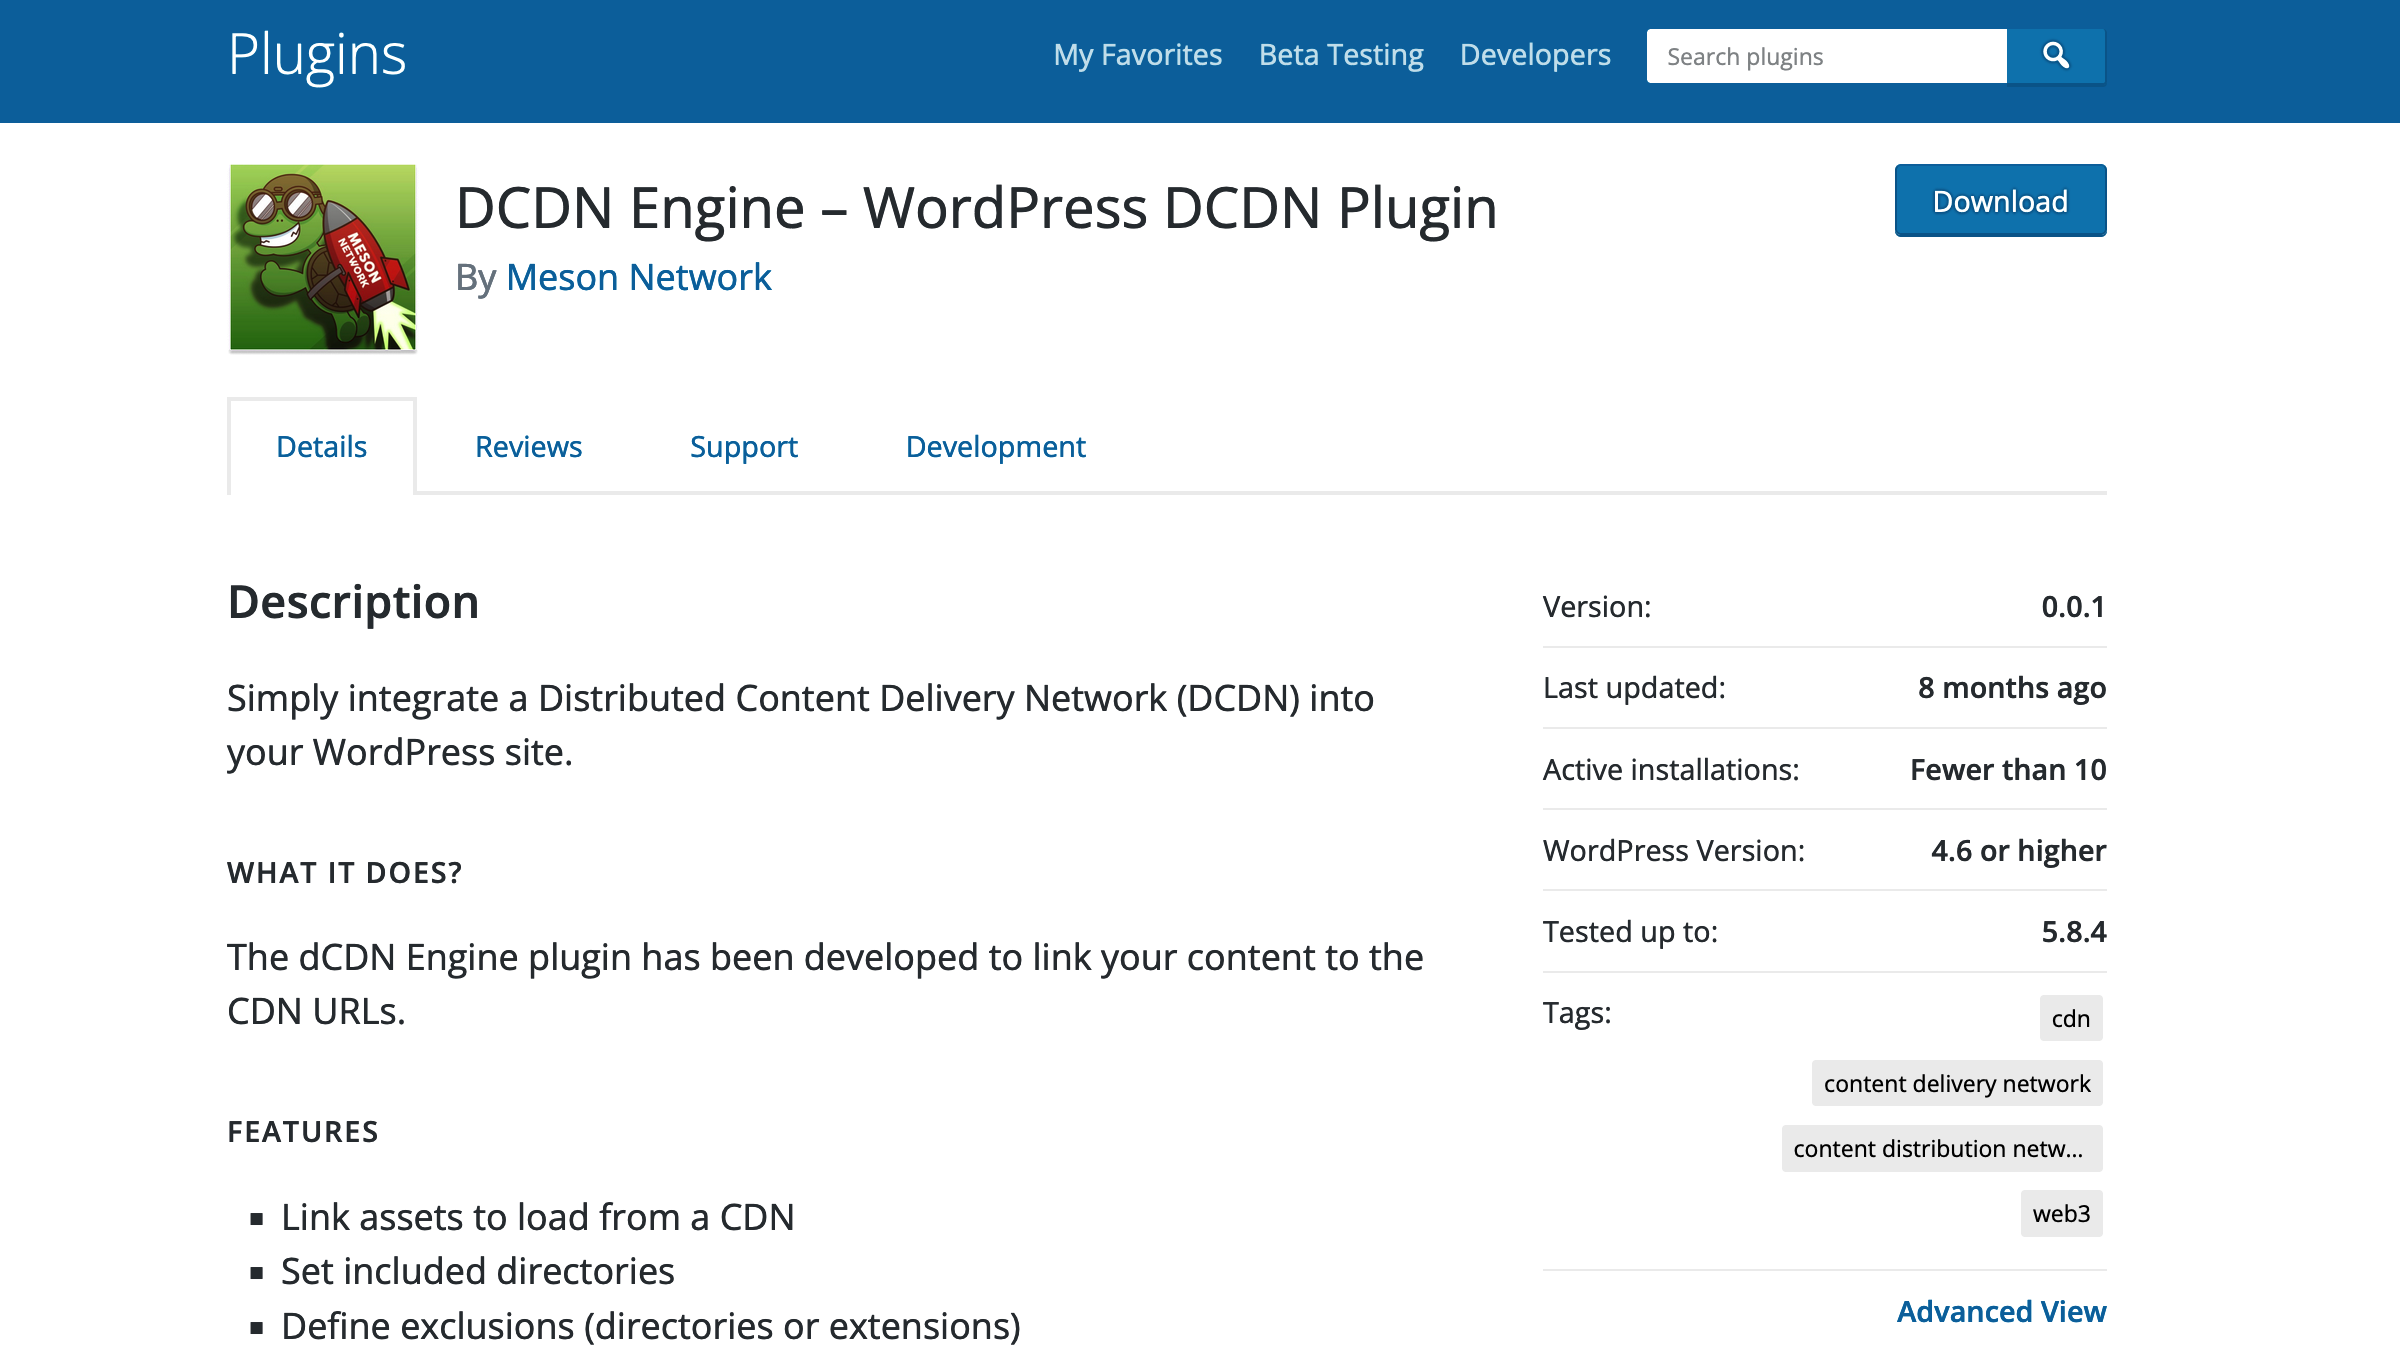 Plugins
My Favorites
Beta Testing
Developers
Search plugins
MESON
NETWORK
DCDN Engine – WordPress DCDN Plugin
By Meson Network
Download
Details
Reviews
Support
Development
Description
Simply integrate a Distributed Content Delivery Network (DCDN) into
your WordPress site.
WHAT IT DOES?
The dCDN Engine plugin has been developed to link your content to the
CDN URLs.
FEATURES
▪ Link assets to load from a CDN
▪ Set included directories
▪ Define exclusions (directories or extensions)
Version: 0.0.1
Last updated: 8 months ago
Active installations: Fewer than 10
WordPress Version: 4.6 or higher
Tested up to: 5.8.4
Tags: cdn
content delivery network
content distribution netw...
web3
Advanced View